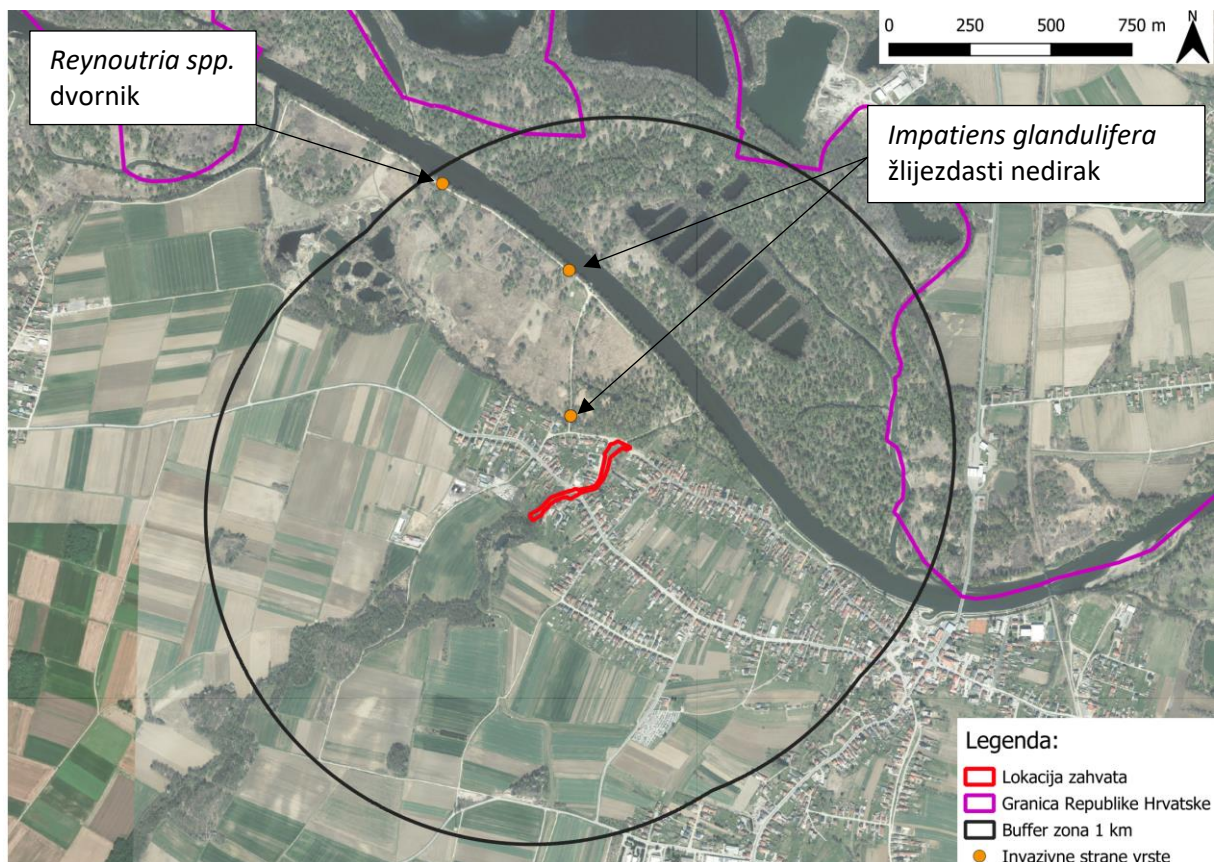 0 250 500 750 m
N
Reynoutria spp.
dvornik
Impatiens glandulifera
žlijezdasti nedirak
Legenda:
Lokacija zahvata
Granica Republike Hrvatske
Buffer zona 1 km
Invazivne strane vrste